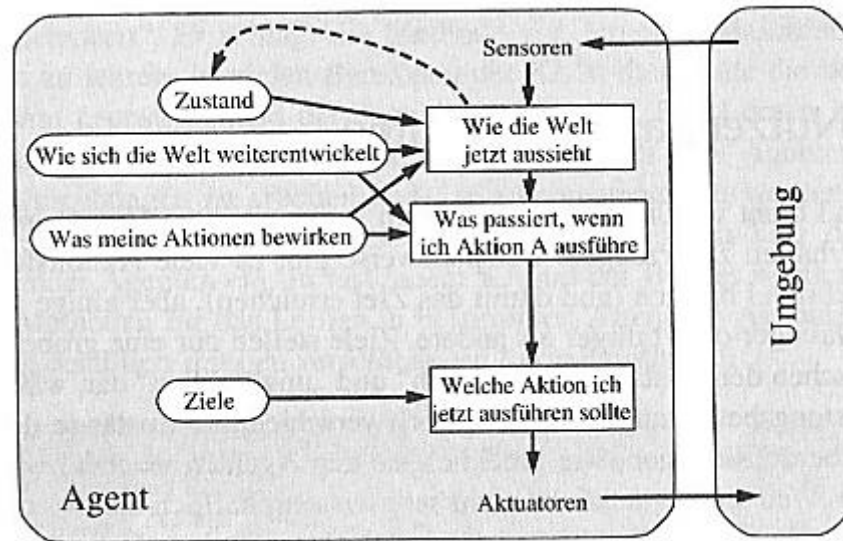 Sensoren
Zustand
Wie die Welt
jetzt aussieht
Wie sich die Welt weiterentwickelt
Was meine Aktionen bewirken
Was passiert, wenn
ich Aktion A ausführe
Umgebung
Ziele
Welche Aktion ich
jetzt ausführen sollte
Agent
Aktuatoren